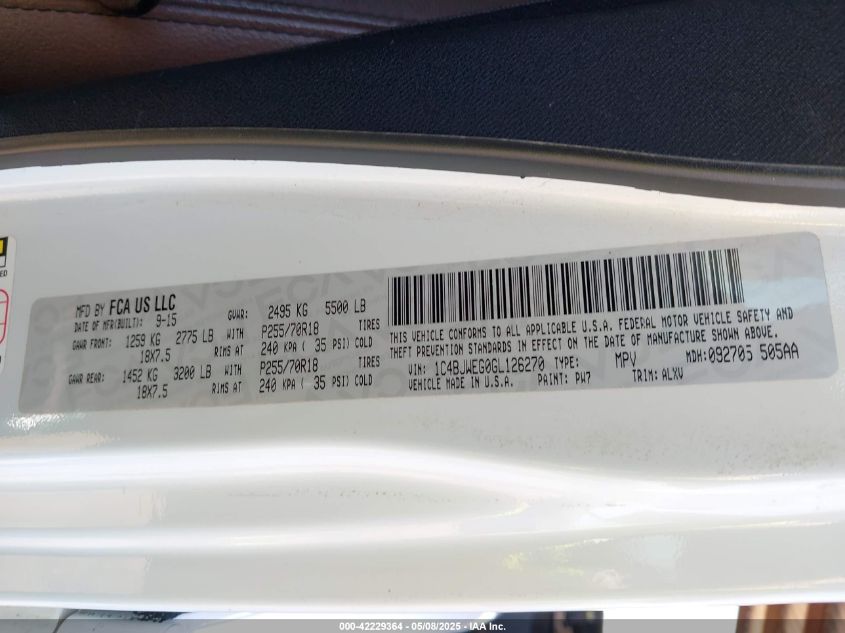 MFD BY FCA US LLC
DATE OF MFR(BUILT): 9-15 GVWR: 2495 KG 5500 LB
GAWR FRONT: 1259 KG 2775 LB WITH P255/70R18 TIRES
18X7.5 RIMS AT 240 KPA ( 35 PSI) COLD
GAWR REAR: 1452 KG 3200 LB WITH P255/70R18 TIRES
18X7.5 RIMS AT 240 KPA ( 35 PSI) COLD
THIS VEHICLE CONFORMS TO ALL APPLICABLE U.S.A. FEDERAL MOTOR VEHICLE SAFETY AND
THEFT PREVENTION STANDARDS IN EFFECT ON THE DATE OF MANUFACTURE SHOWN ABOVE.
VIN: 1C4BJWEG0GL126270 TYPE: MPV MDH: 092705 505AA
VEHICLE MADE IN U.S.A. PAINT: PW7 TRIM: ALXV
000-42229364 - 05/08/2025 - IAA Inc.